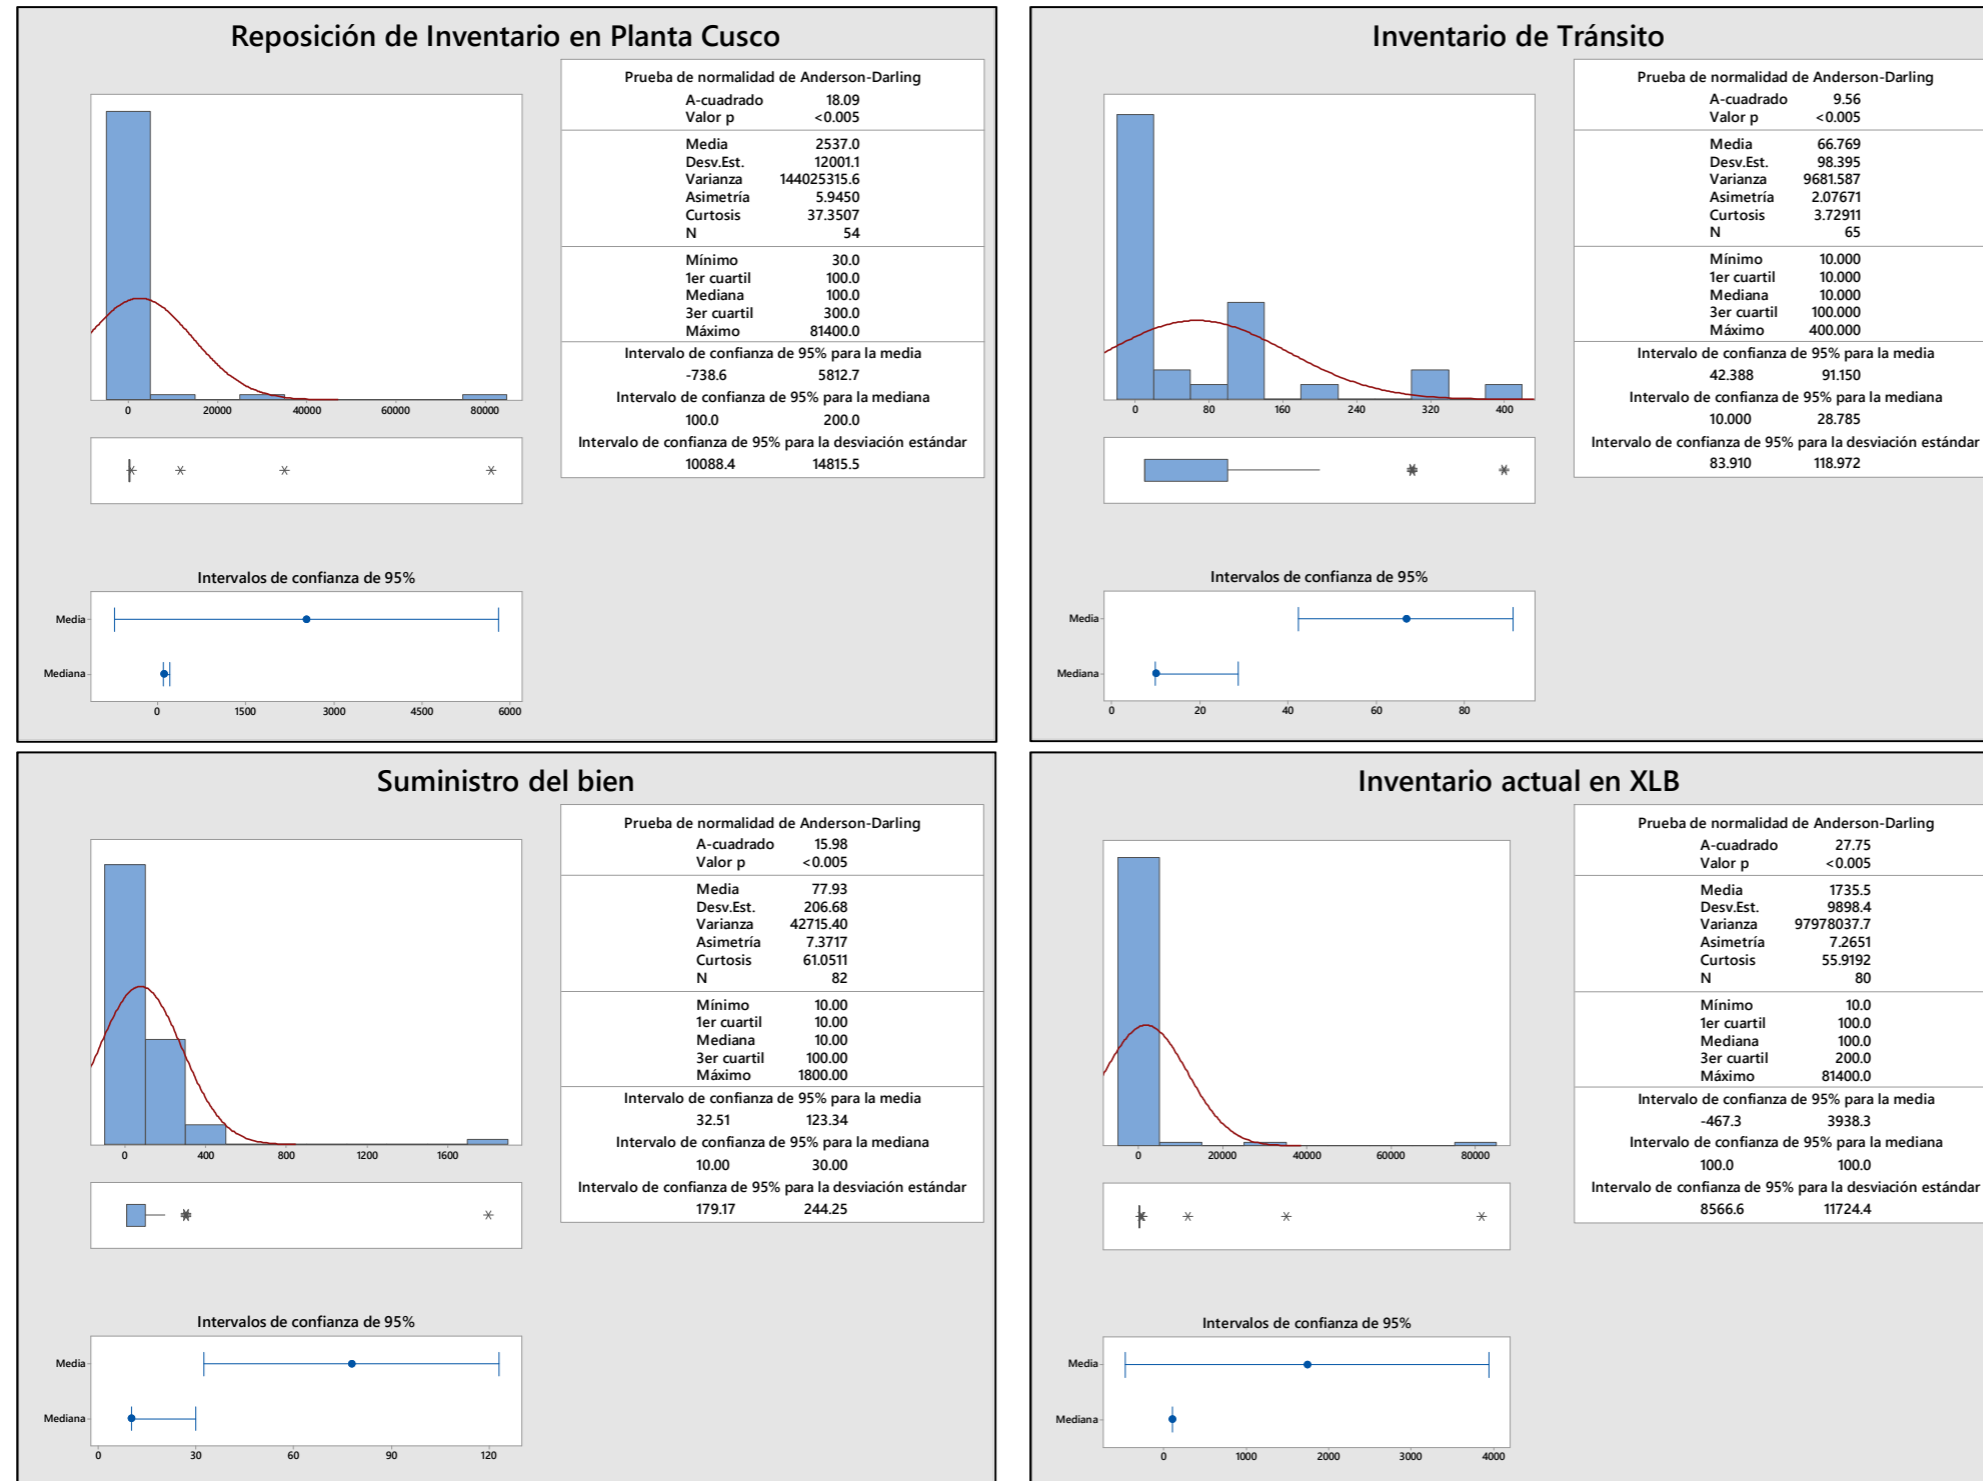 Reposición de Inventario en Planta Cusco
Prueba de normalidad de Anderson-Darling
A-cuadrado 18.09
Valor p <0.005
Media 2537.0
Desv.Est. 12001.1
Varianza 144025315.6
Asimetría 5.9450
Curtosis 37.3507
N 54
Mínimo 30.0
1er cuartil 100.0
Mediana 100.0
3er cuartil 300.0
Máximo 81400.0
Intervalo de confianza de 95% para la media
-738.6 5812.7
Intervalo de confianza de 95% para la mediana
100.0 200.0
Intervalo de confianza de 95% para la desviación estándar
10088.4 14815.5
0 20000 40000 60000 80000
Intervalos de confianza de 95%
Media
Mediana
0 1500 3000 4500 6000
Inventario de Tránsito
Prueba de normalidad de Anderson-Darling
A-cuadrado 9.56
Valor p <0.005
Media 66.769
Desv.Est. 98.395
Varianza 9681.587
Asimetría 2.07671
Curtosis 3.72911
N 65
Mínimo 10.000
1er cuartil 10.000
Mediana 10.000
3er cuartil 100.000
Máximo 400.000
Intervalo de confianza de 95% para la media
42.388 91.150
Intervalo de confianza de 95% para la mediana
10.000 28.785
Intervalo de confianza de 95% para la desviación estándar
83.910 118.972
0 80 160 240 320 400
Intervalos de confianza de 95%
Media
Mediana
0 20 40 60 80
Suministro del bien
Prueba de normalidad de Anderson-Darling
A-cuadrado 15.98
Valor p <0.005
Media 77.93
Desv.Est. 206.68
Varianza 42715.40
Asimetría 7.3717
Curtosis 61.0511
N 82
Mínimo 10.00
1er cuartil 10.00
Mediana 10.00
3er cuartil 100.00
Máximo 1800.00
Intervalo de confianza de 95% para la media
32.51 123.34
Intervalo de confianza de 95% para la mediana
10.00 30.00
Intervalo de confianza de 95% para la desviación estándar
179.17 244.25
0 400 800 1200 1600
Intervalos de confianza de 95%
Media
Mediana
0 30 60 90 120
Inventario actual en XLB
Prueba de normalidad de Anderson-Darling
A-cuadrado 27.75
Valor p <0.005
Media 1735.5
Desv.Est. 9898.4
Varianza 97978037.7
Asimetría 7.2651
Curtosis 55.9192
N 80
Mínimo 10.0
1er cuartil 100.0
Mediana 100.0
3er cuartil 200.0
Máximo 81400.0
Intervalo de confianza de 95% para la media
-467.3 3938.3
Intervalo de confianza de 95% para la mediana
100.0 100.0
Intervalo de confianza de 95% para la desviación estándar
8566.6 11724.4
0 20000 40000 60000 80000
Intervalos de confianza de 95%
Media
Mediana
0 1000 2000 3000 4000